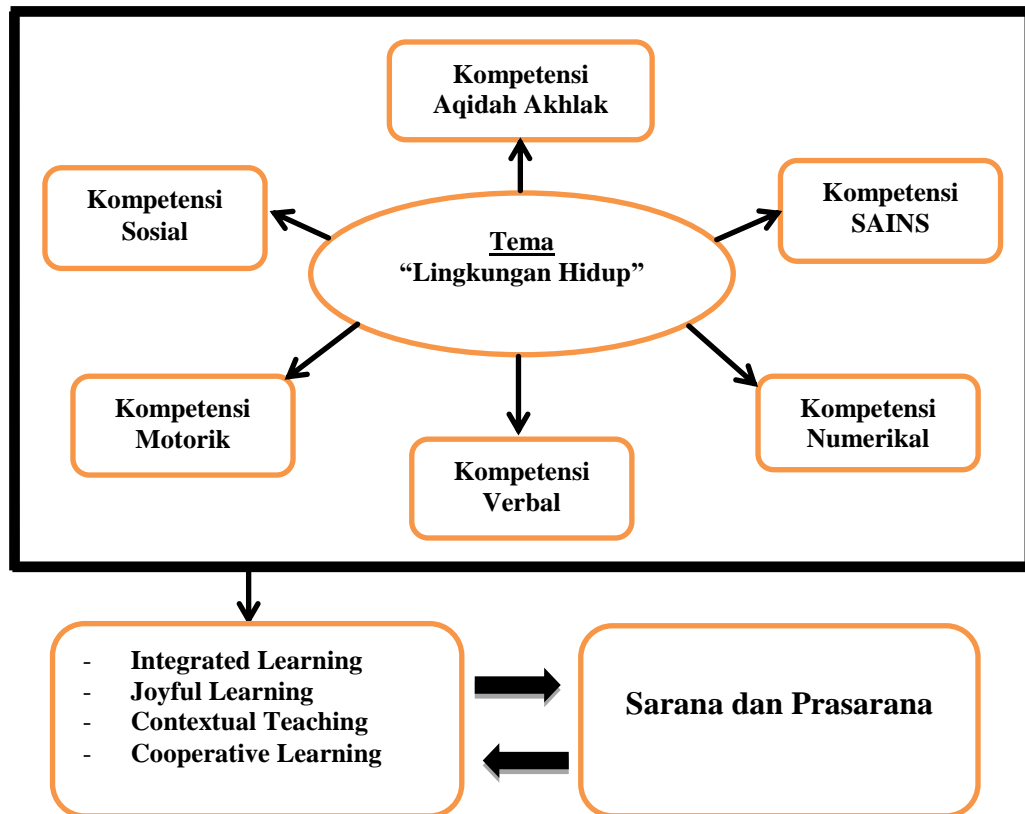 Kompetensi
Aqidah Akhlak
Kompetensi
Sosial
Kompetensi
SAINS
Tema
“Lingkungan Hidup”
Kompetensi
Motorik
Kompetensi
Numerikal
Kompetensi
Verbal
- Integrated Learning
- Joyful Learning
- Contextual Teaching
- Cooperative Learning
Sarana dan Prasarana